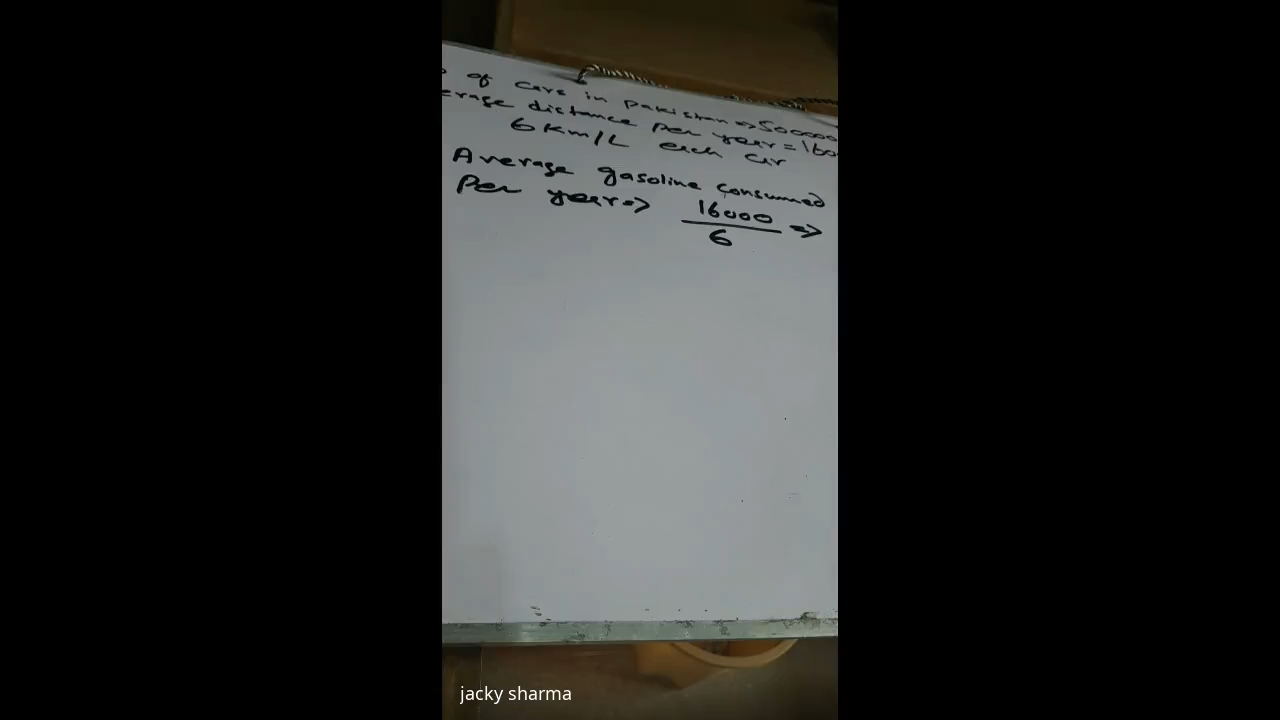 of cars in Pakistan => 500000
erage distance per year = 160
6 Km/L each car
Average gasoline consumed
Per year => 16000 / 6 =>
jacky sharma